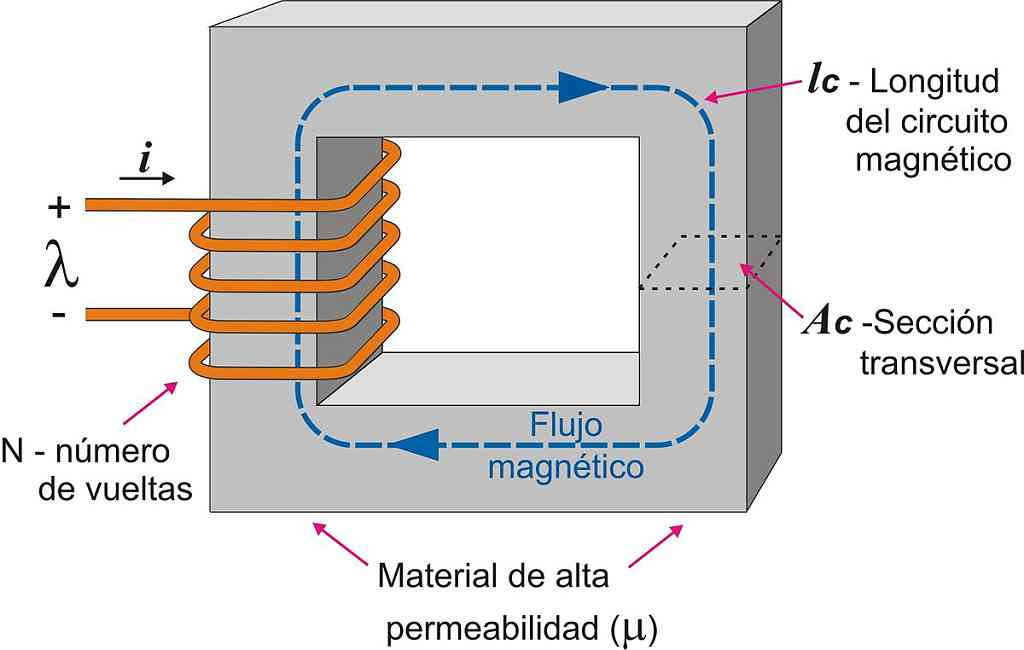 i
+
λ
-
lc - Longitud
del circuito
magnético
Ac -Sección
transversal
N - número
de vueltas
Flujo
magnético
Material de alta
permeabilidad (μ)